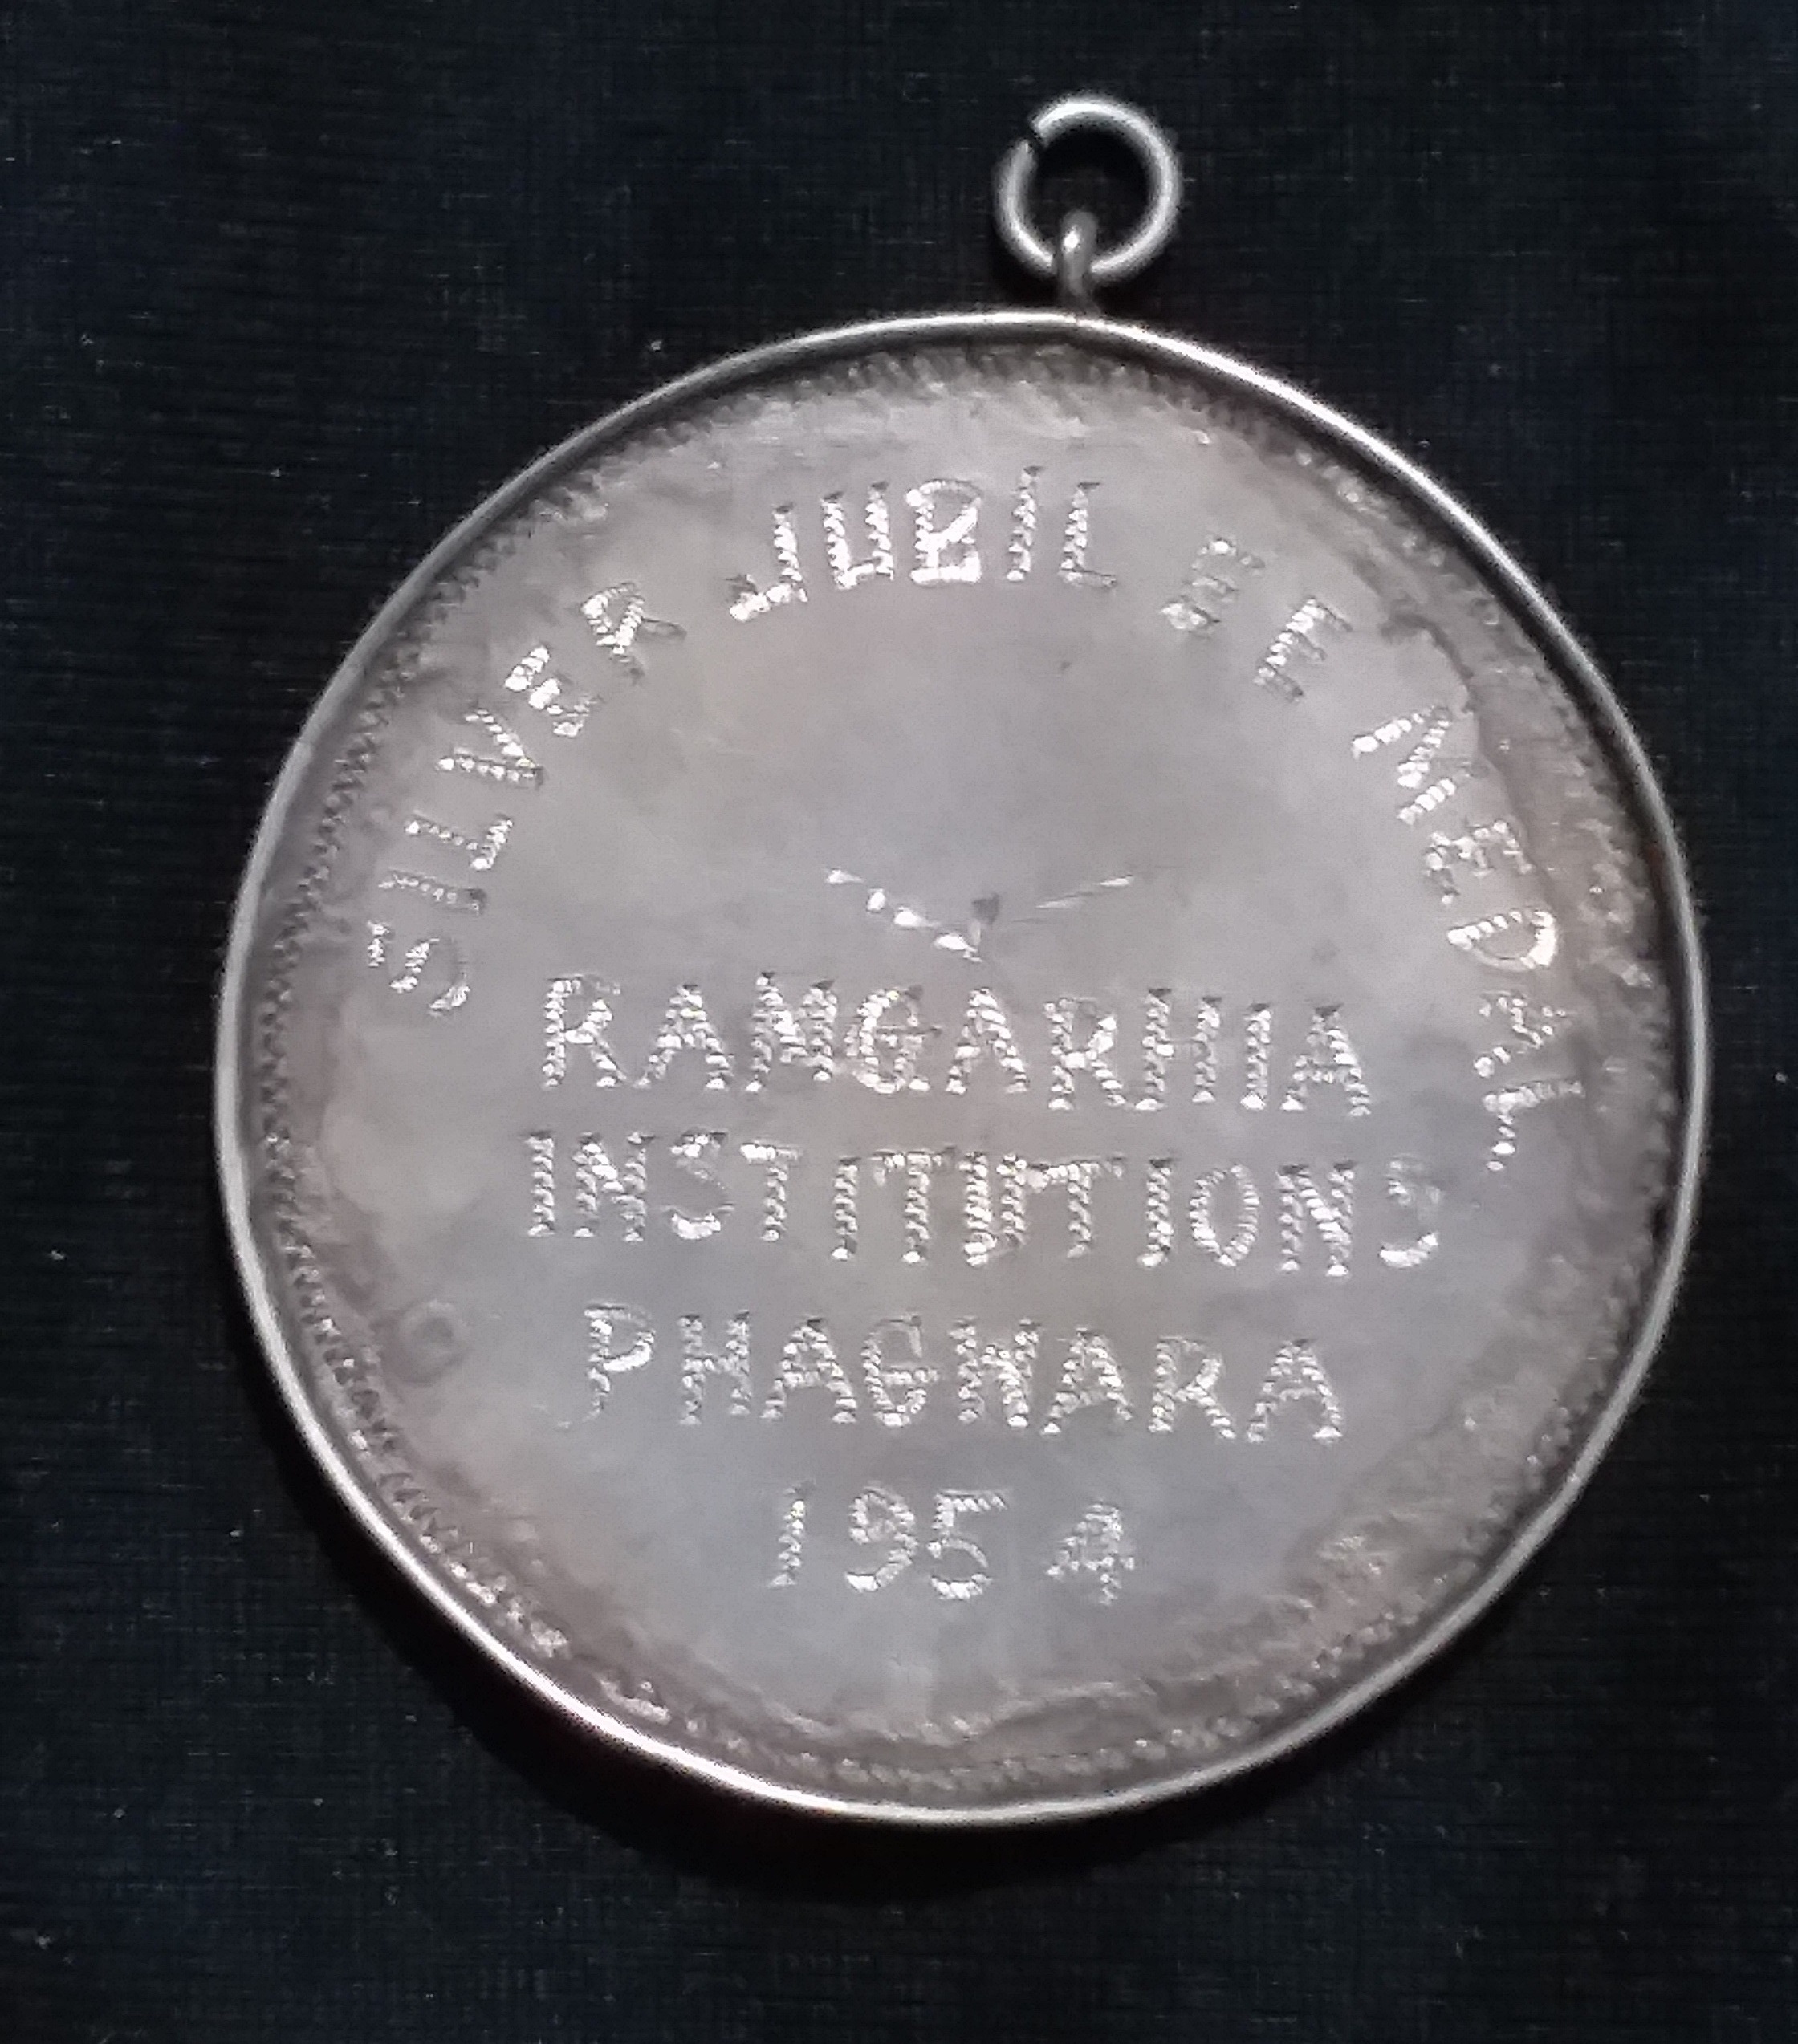 SILVER JUBILEE MEDAL
RAMGARHIA
INSTITUTIONS
PHAGWARA
1954